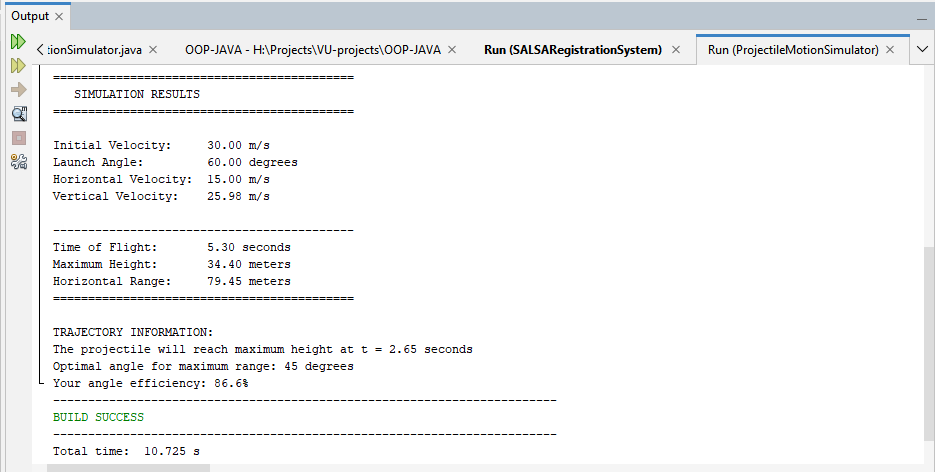 Output
tionSimulator.java
OOP-JAVA - H:\Projects\VU-projects\OOP-JAVA
Run (SALSARegistrationSystem)
Run (ProjectileMotionSimulator)
===========================================
SIMULATION RESULTS
===========================================
Initial Velocity: 30.00 m/s
Launch Angle: 60.00 degrees
Horizontal Velocity: 15.00 m/s
Vertical Velocity: 25.98 m/s
-------------------------------------------
Time of Flight: 5.30 seconds
Maximum Height: 34.40 meters
Horizontal Range: 79.45 meters
===========================================
TRAJECTORY INFORMATION:
The projectile will reach maximum height at t = 2.65 seconds
Optimal angle for maximum range: 45 degrees
Your angle efficiency: 86.6%
------------------------------------------------------------------------
BUILD SUCCESS
------------------------------------------------------------------------
Total time:  10.725 s